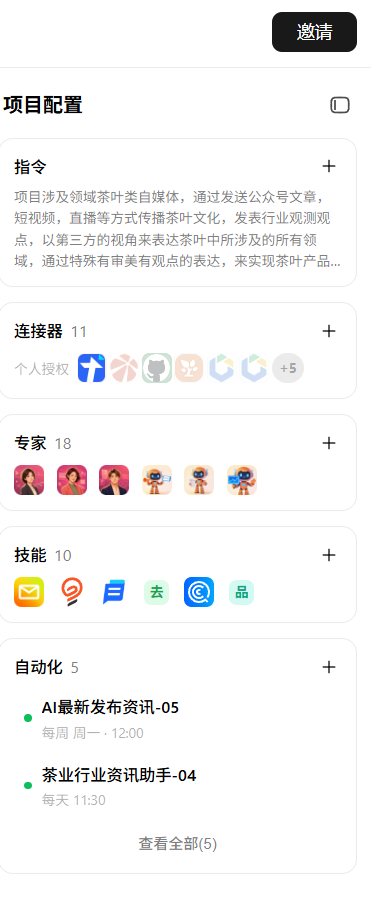 邀请
项目配置
指令
项目涉及领域茶叶类自媒体，通过发送公众号文章，
短视频，直播等方式传播茶叶文化，发表行业观测观
点，以第三方的视角来表达茶叶中所涉及的所有领
域，通过特殊有审美有观点的表达，来实现茶叶产品...
连接器 11
个人授权 +5
专家 18
技能 10
去 品
自动化 5
AI最新发布资讯-05
每周 周一 · 12:00
茶业行业资讯助手-04
每天 11:30
查看全部(5)